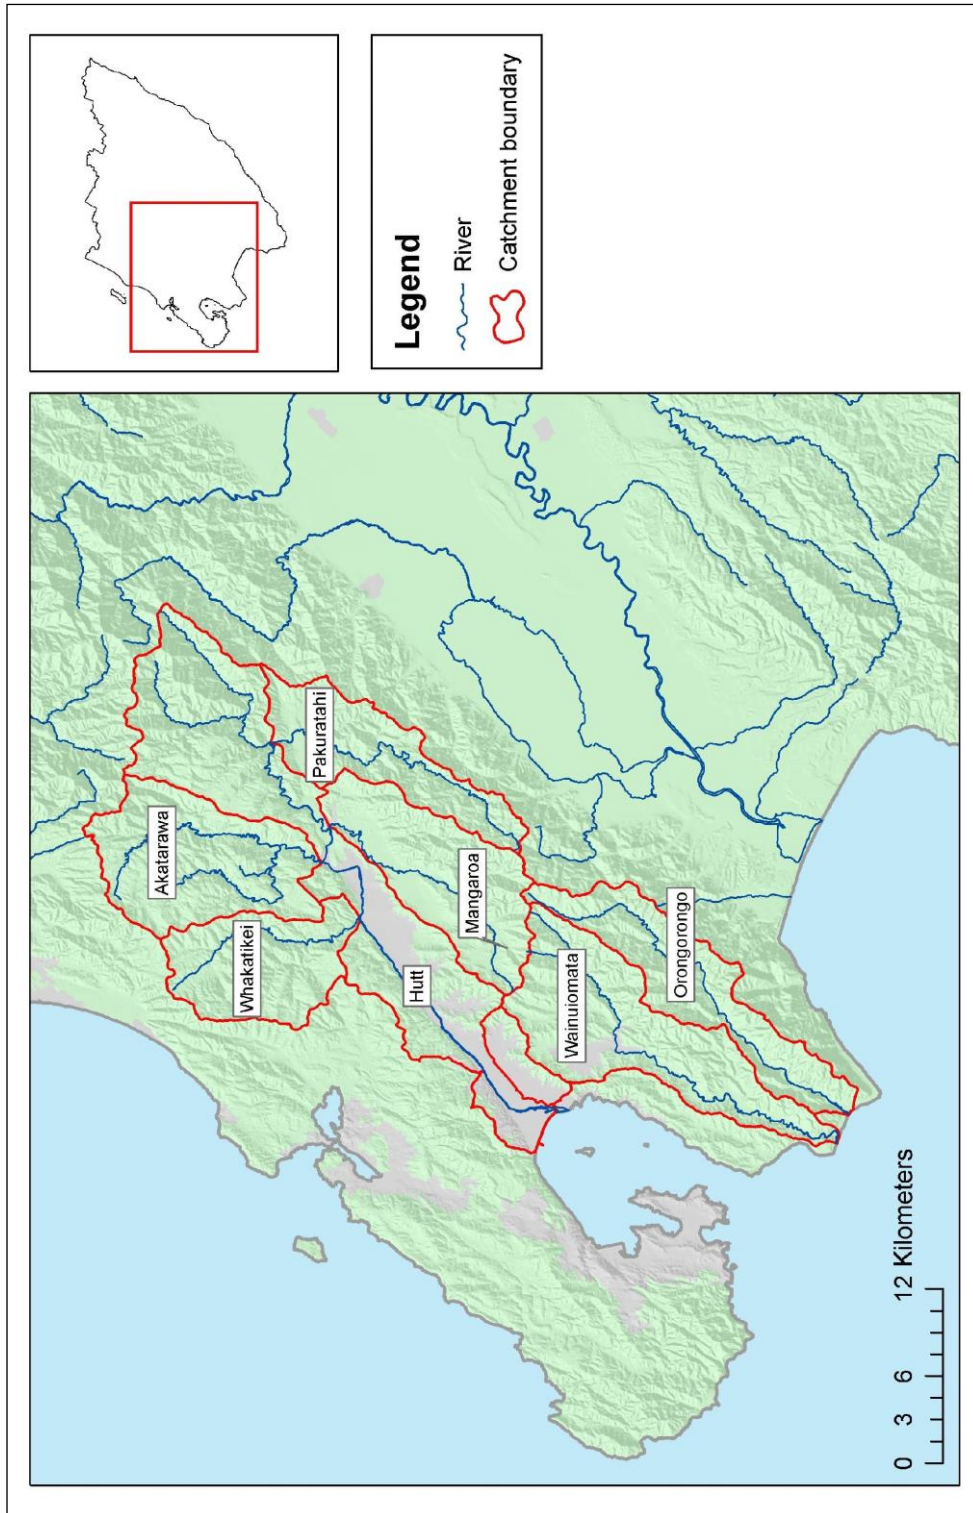 Legend
River
Catchment boundary
Akatarawa
Whakatikei
Pakuratahi
Hutt
Mangaroa
Wainuiomata
Orongorongo
0 3 6 12 Kilometers